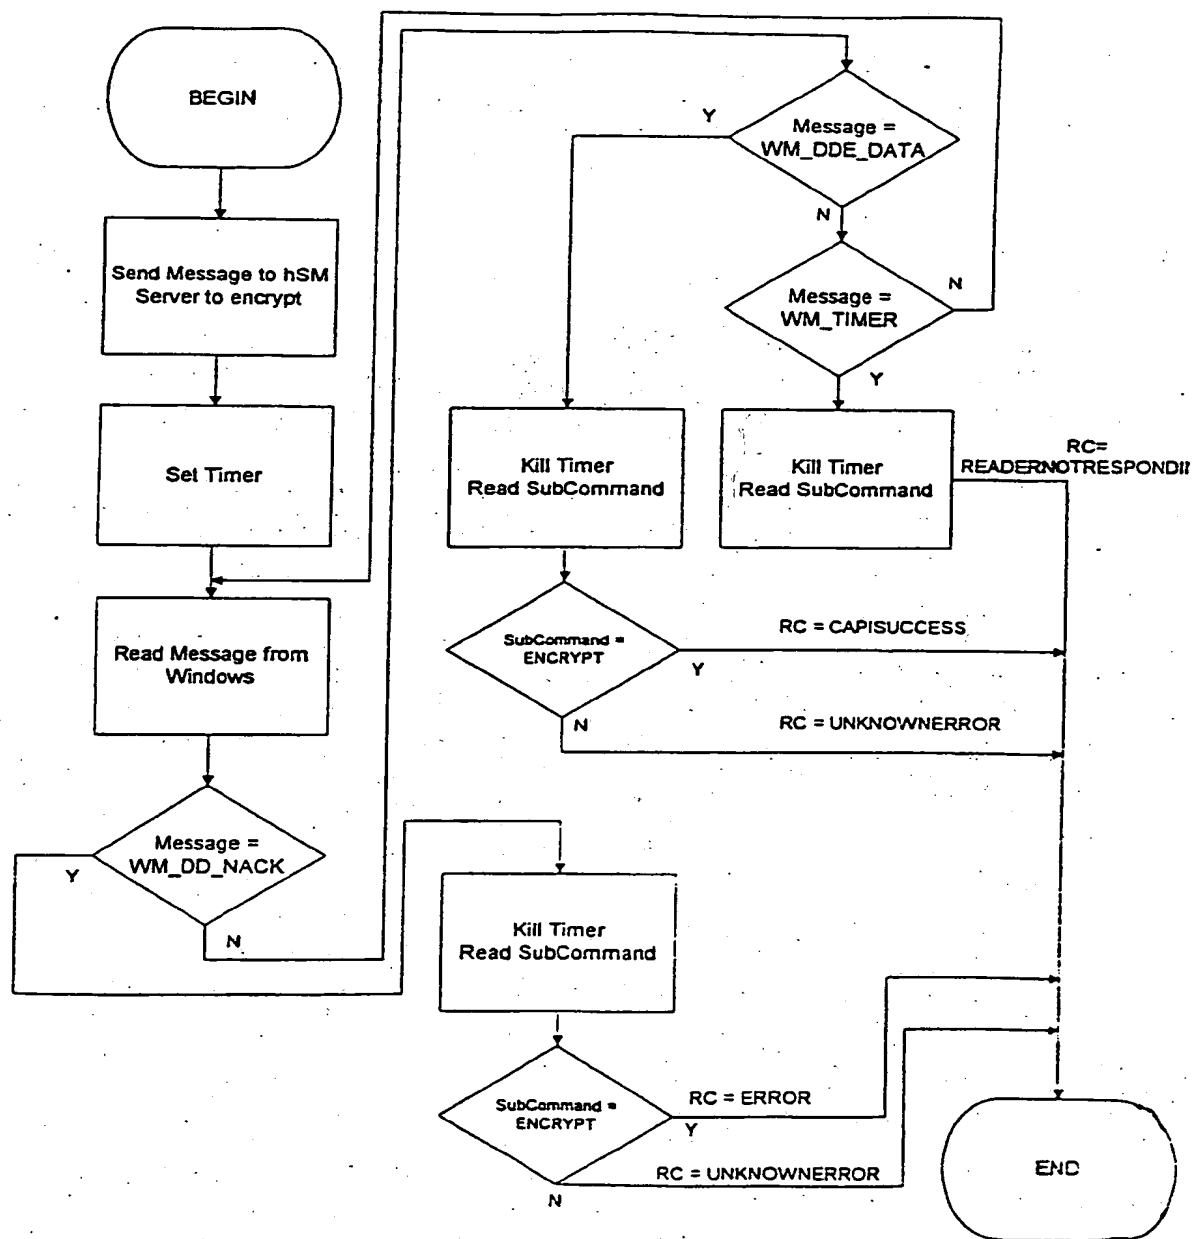 BEGIN
Send Message to hSM
Server to encrypt
Set Timer
Read Message from
Windows
Message =
WM_DD_NACK
Y
N
Message =
WM_DDE_DATA
Y
N
Message =
WM_TIMER
N
Y
Kill Timer
Read SubCommand
Kill Timer
Read SubCommand
RC=
READERNOTRESPONDII
SubCommand =
ENCRYPT
RC = CAPISUCCESS
Y
N
RC = UNKNOWNERROR
Kill Timer
Read SubCommand
SubCommand =
ENCRYPT
RC = ERROR
Y
RC = UNKNOWNERROR
N
END